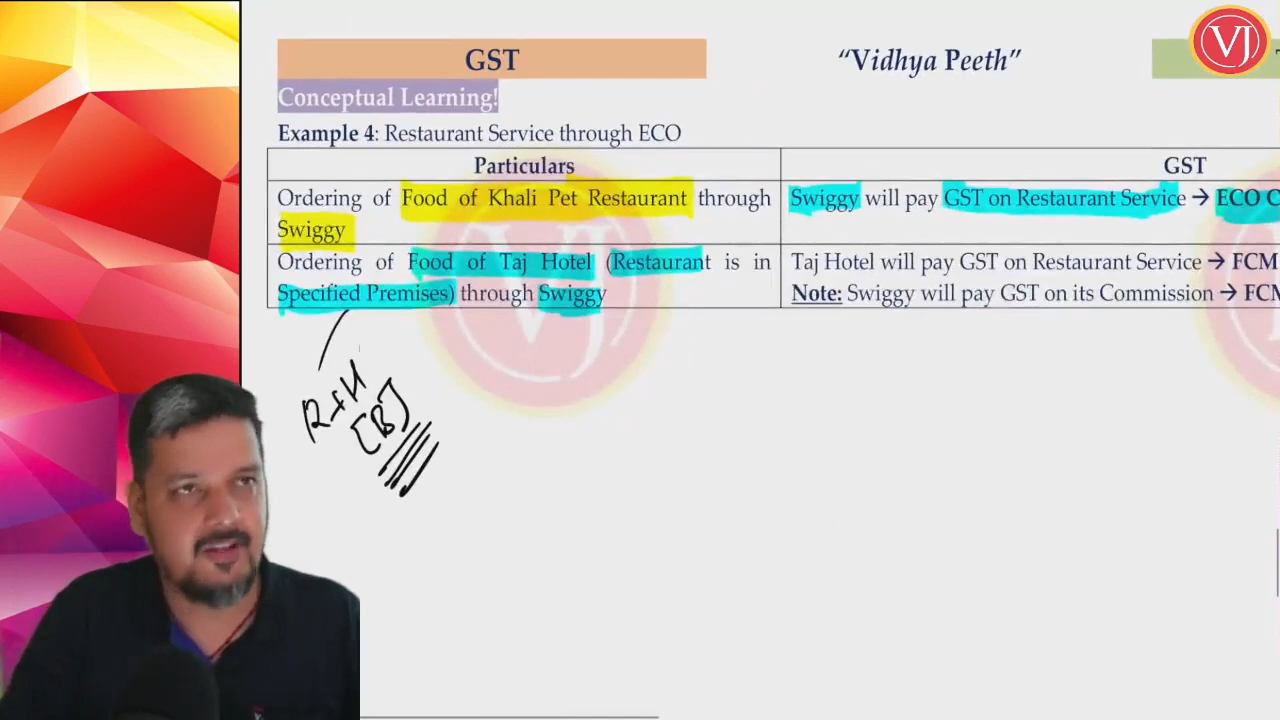 GST
"Vidhya Peeth"
VJ
Conceptual Learning!
Example 4: Restaurant Service through ECO
Particulars
GST
Ordering of Food of Khali Pet Restaurant through
Swiggy
Swiggy will pay GST on Restaurant Service → ECO C
Ordering of Food of Taj Hotel (Restaurant is in
Specified Premises) through Swiggy
Taj Hotel will pay GST on Restaurant Service → FCM
Note: Swiggy will pay GST on its Commission → FCM
R+H
[B]